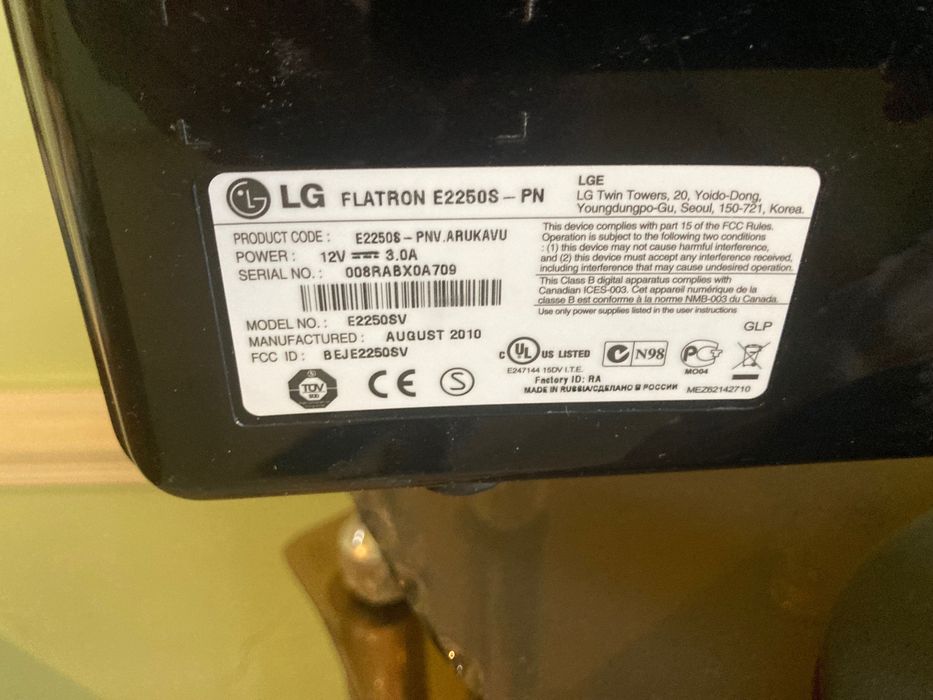 LG FLATRON E2250S-PN
LGE
LG Twin Towers, 20, Yoido-Dong,
Youngdungpo-Gu, Seoul, 150-721, Korea.
PRODUCT CODE : E2250S-PNV.ARUKAVU
POWER : 12V 3.0A
SERIAL NO. : 008RABX0A709
MODEL NO. : E2250SV
MANUFACTURED : AUGUST 2010
FCC ID : BEJE2250SV
TÜV
CE
S
This device complies with part 15 of the FCC Rules.
Operation is subject to the following two conditions
: (1) this device may not cause harmful interference,
and (2) this device must accept any interference received,
including interference that may cause undesired operation.
This Class B digital apparatus complies with
Canadian ICES-003. Cet appareil numérique de la
classe B est conforme à la norme NMB-003 du Canada.
Use only power supplies listed in the user instructions
GLP
c UL US LISTED
N98
E247144 15DV I.T.E.
MO04
Factory ID: RA
MADE IN RUSSIA/СДЕЛАНО В РОССИИ
MEZ62142710